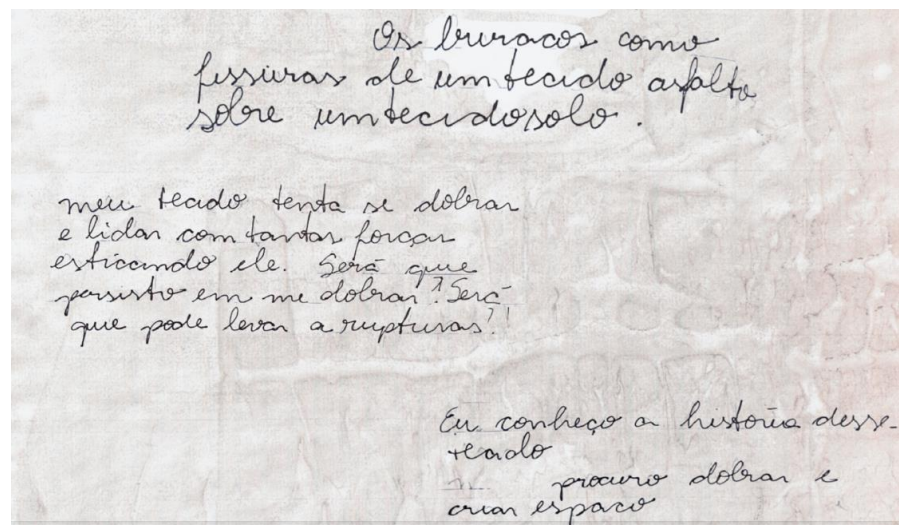 Os buracos como
fissuras de um tecido asfalto
sobre um tecido solo.
meu tecido tenta se dobrar
e lidar com tantas forças
esticando ele. Será que
persisto em me dobrar? Será
que pode levar a rupturas?!
Eu conheço a história desse
tecido
procuro dobrar e
criar espaço